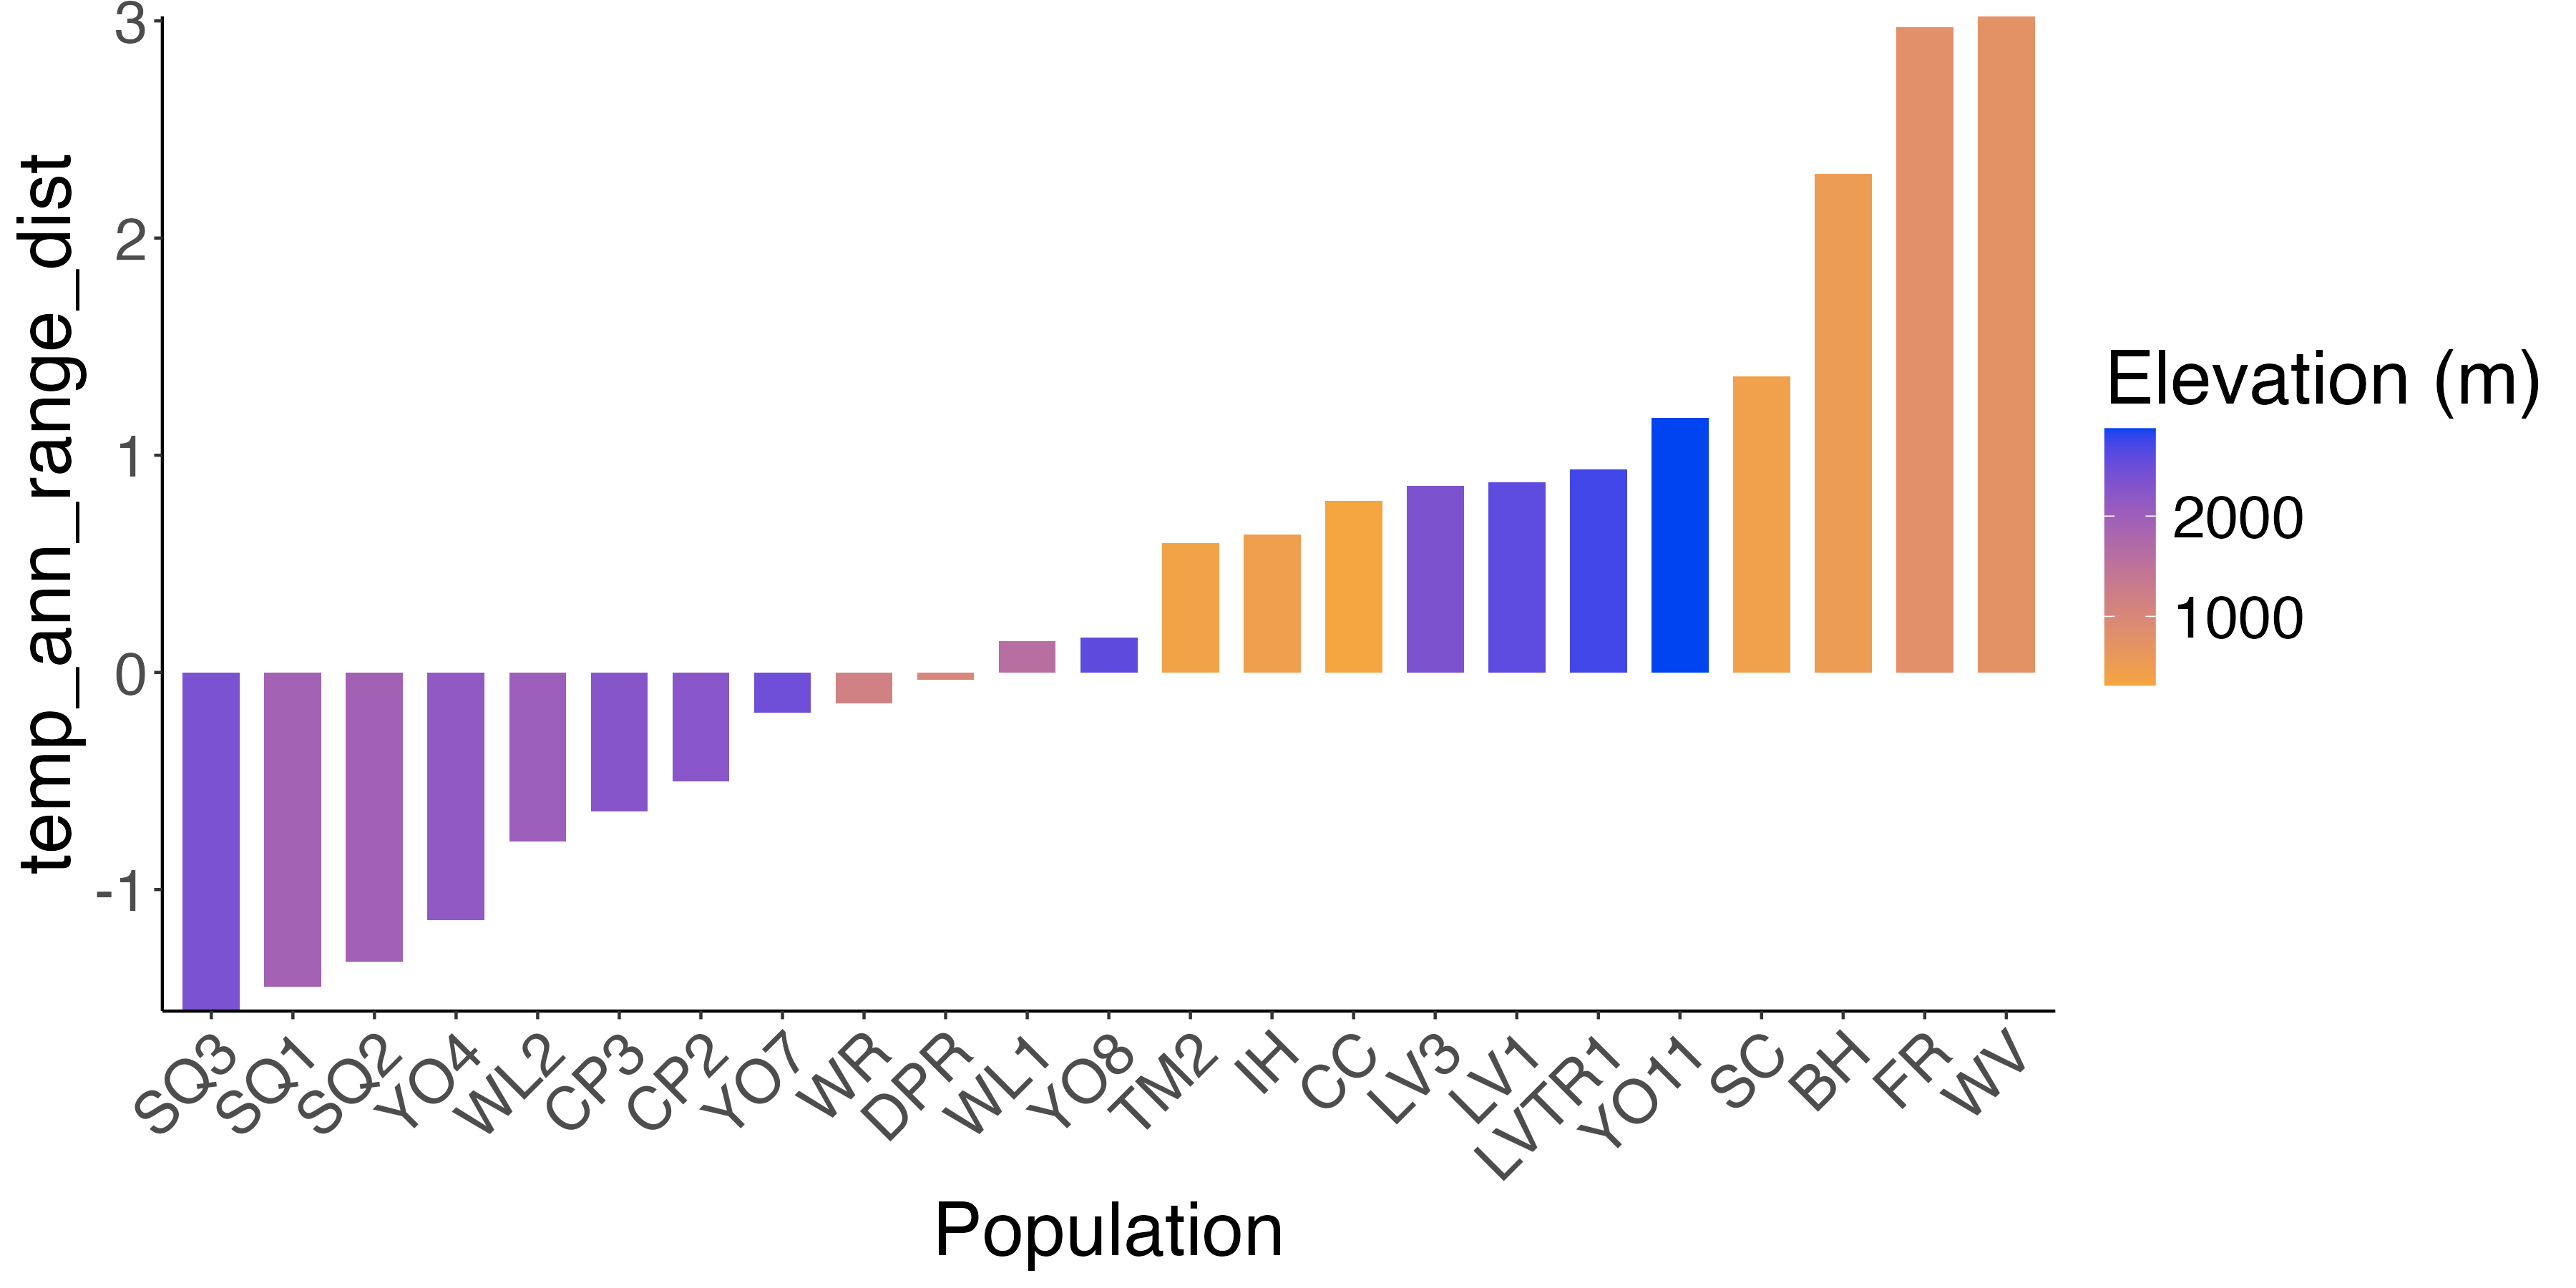 temp_ann_range_dist
3
2
1
0
-1
SQ3
SQ1
SQ2
YO4
WL2
CP3
CP2
YO7
WR
DPR
WL1
YO8
TM2
IH
CC
LV3
LV1
LVTR1
YO11
SC
BH
FR
WV
Population
Elevation (m)
2000
1000